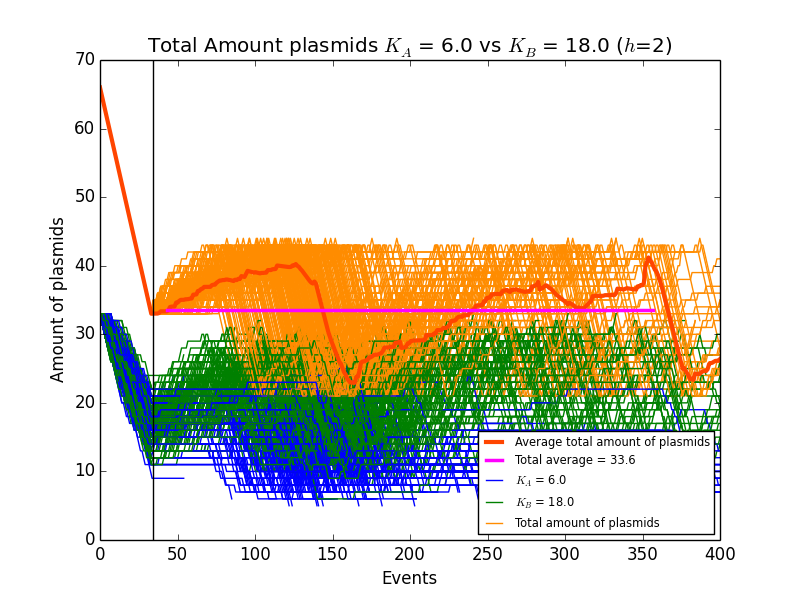 Total Amount plasmids K_A = 6.0 vs K_B = 18.0 (h=2)
70
60
50
40
30
20
10
0
Amount of plasmids
0 50 100 150 200 250 300 350 400
Events
Average total amount of plasmids
Total average = 33.6
K_A = 6.0
K_B = 18.0
Total amount of plasmids